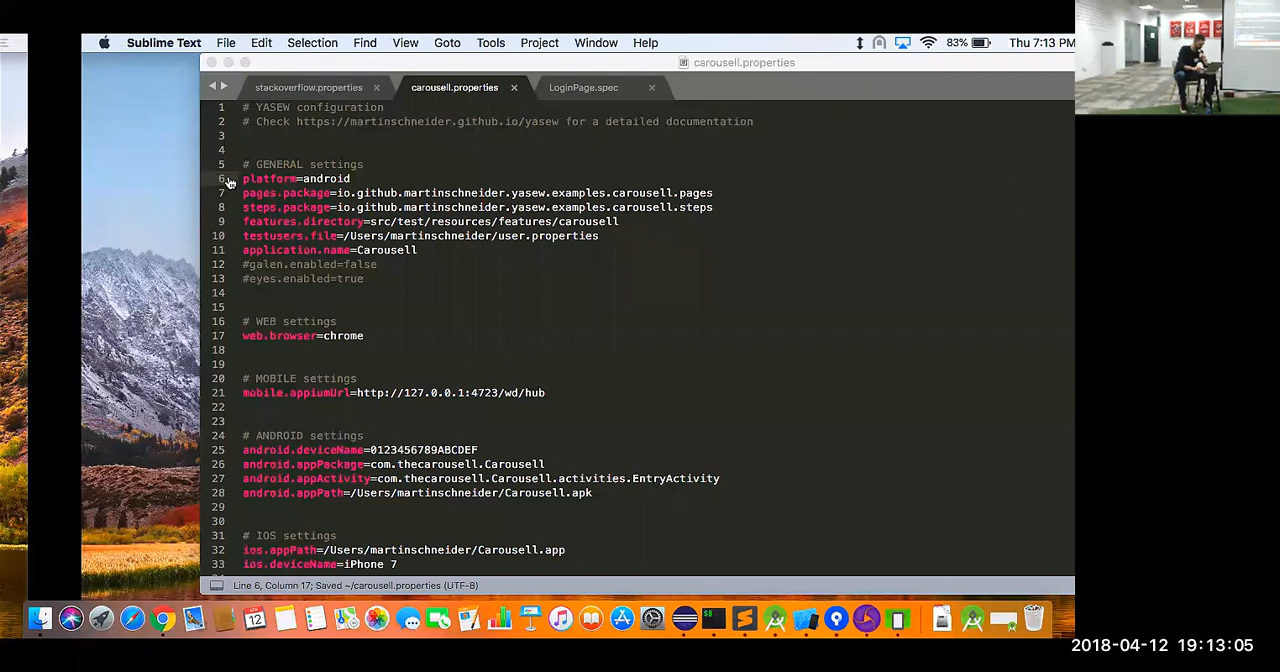 Sublime Text File Edit Selection Find View Goto Tools Project Window Help 83% Thu 7:13 PM
carousell.properties
stackoverflow.properties carousell.properties LoginPage.spec
1 # YASEW configuration
2 # Check https://martinschneider.github.io/yasew for a detailed documentation
3
4
5 # GENERAL settings
6 platform=android
7 pages.package=io.github.martinschneider.yasew.examples.carousell.pages
8 steps.package=io.github.martinschneider.yasew.examples.carousell.steps
9 features.directory=src/test/resources/features/carousell
10 testusers.file=/Users/martinschneider/user.properties
11 application.name=Carousell
12 #galen.enabled=false
13 #eyes.enabled=true
14
15
16 # WEB settings
17 web.browser=chrome
18
19
20 # MOBILE settings
21 mobile.appiumUrl=http://127.0.0.1:4723/wd/hub
22
23
24 # ANDROID settings
25 android.deviceName=0123456789ABCDEF
26 android.appPackage=com.thecarousell.Carousell
27 android.appActivity=com.thecarousell.Carousell.activities.EntryActivity
28 android.appPath=/Users/martinschneider/Carousell.apk
29
30
31 # IOS settings
32 ios.appPath=/Users/martinschneider/Carousell.app
33 ios.deviceName=iPhone 7
Line 6, Column 17; Saved ~/carousell.properties (UTF-8)
12
2018-04-12 19:13:05